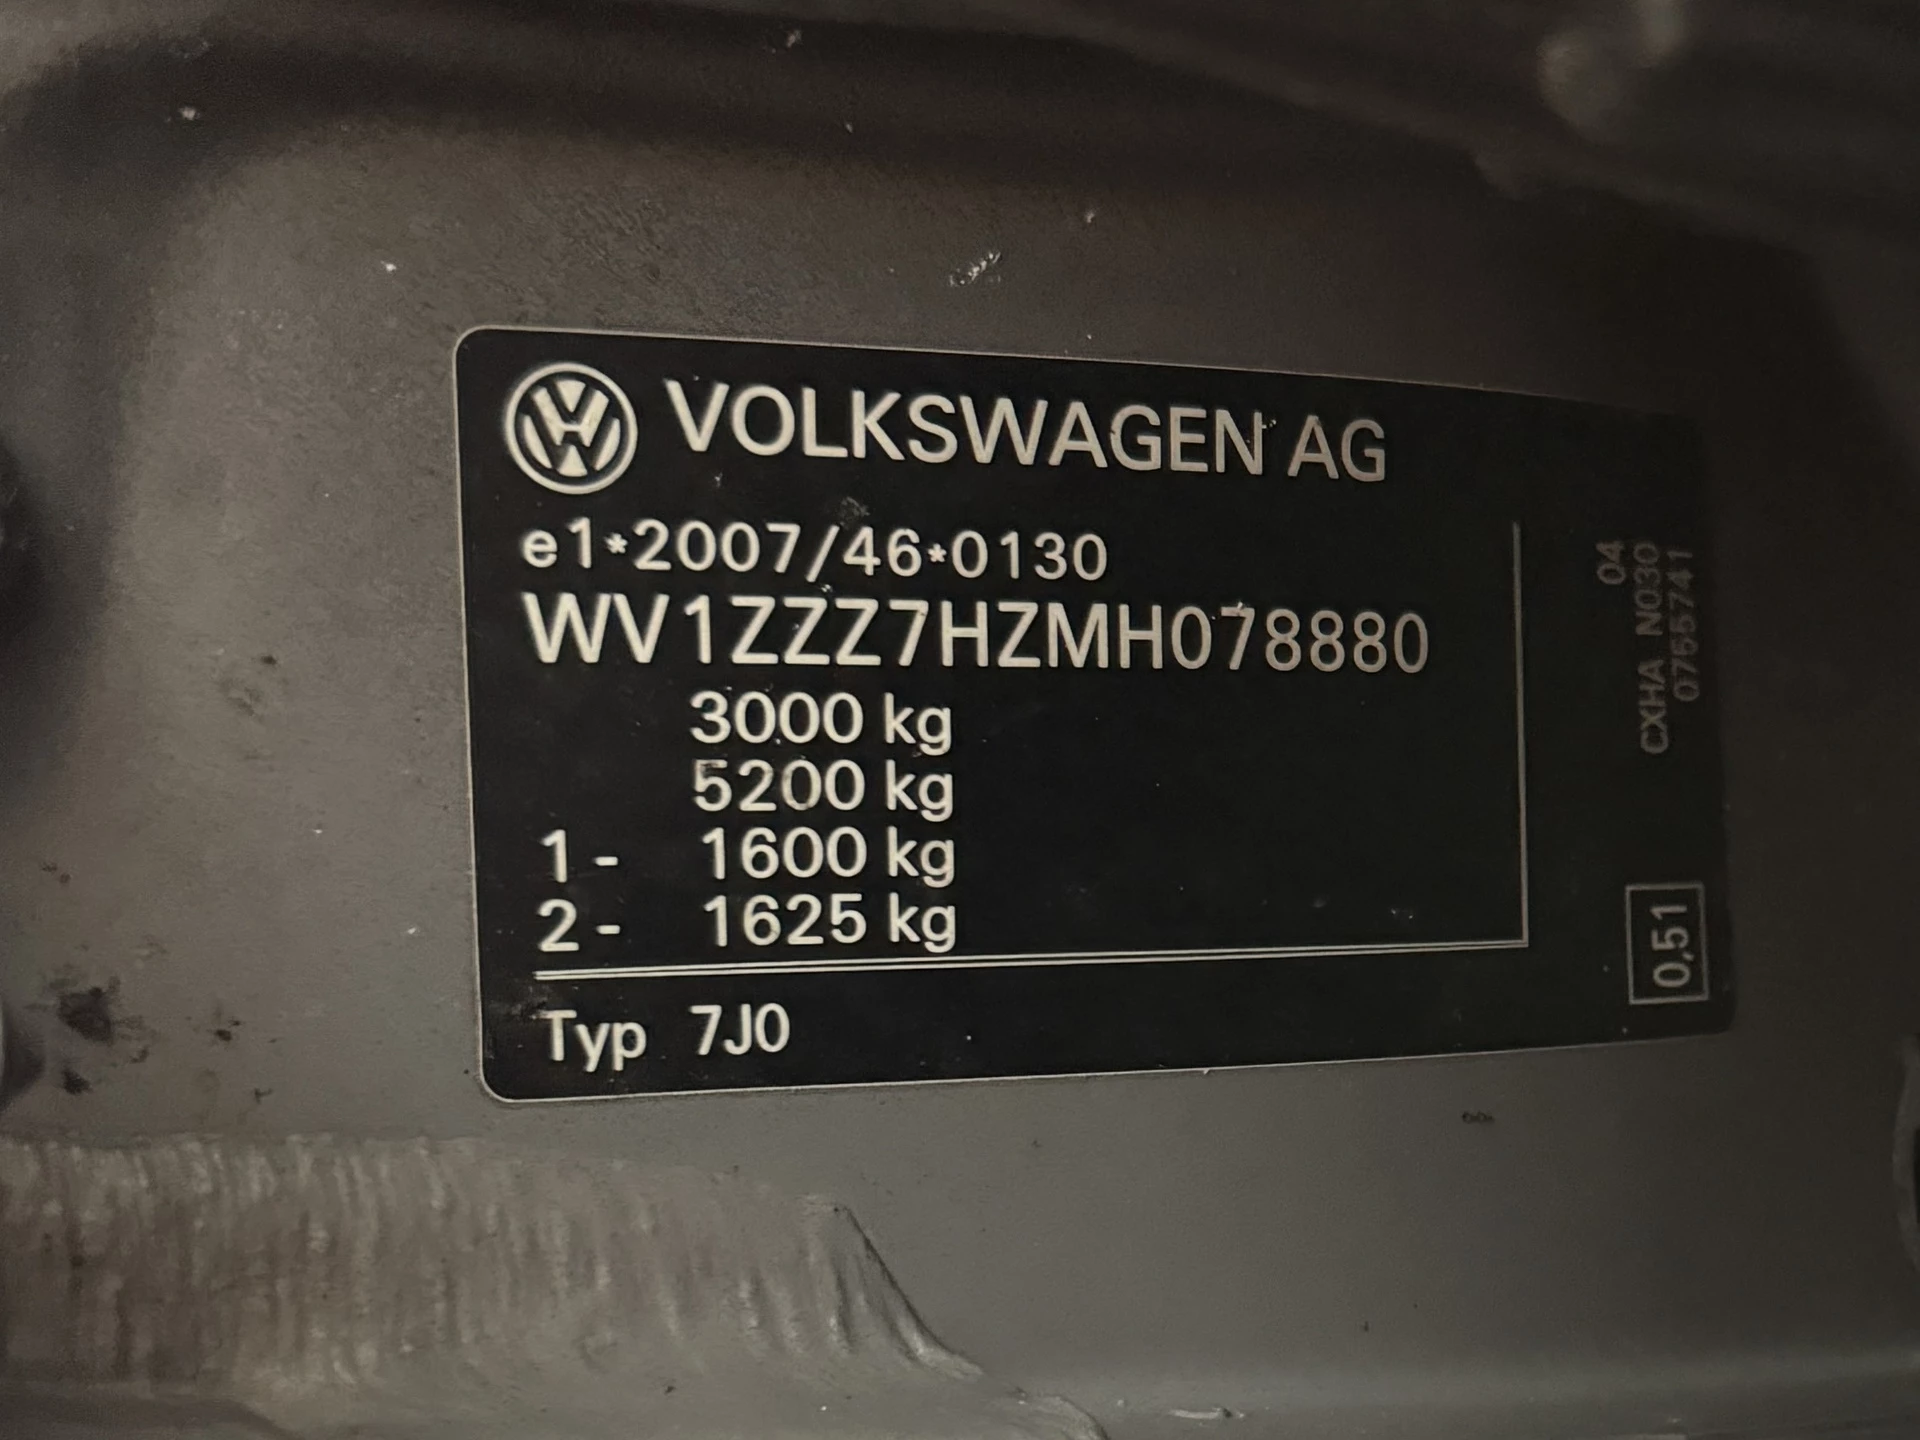 VOLKSWAGEN AG
e1*2007/46*0130
WV1ZZZ7HZMH078880
3000 kg
5200 kg
1- 1600 kg
2- 1625 kg
Typ 7J0
04
CXHA N030
0757741
0,51